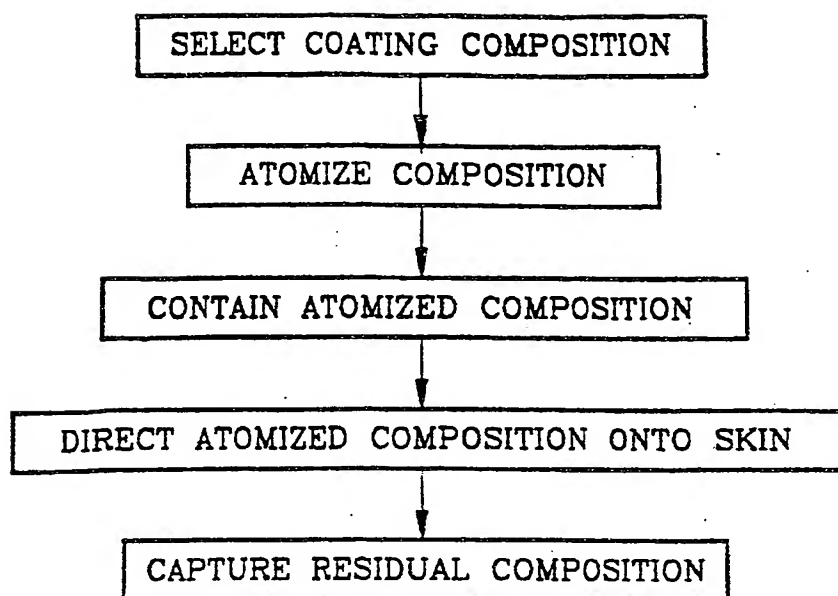 SELECT COATING COMPOSITION
ATOMIZE COMPOSITION
CONTAIN ATOMIZED COMPOSITION
DIRECT ATOMIZED COMPOSITION ONTO SKIN
CAPTURE RESIDUAL COMPOSITION